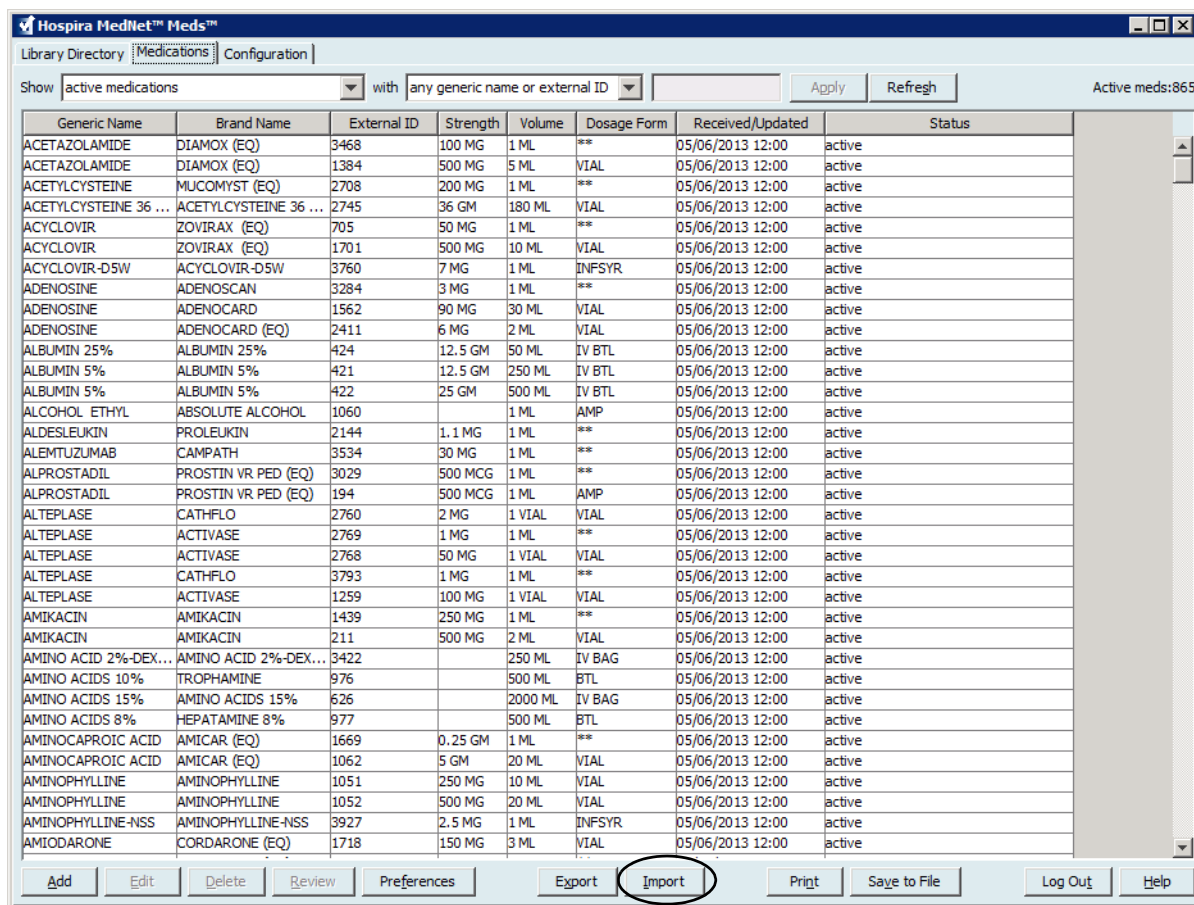 Hospira MedNet™ Meds™
Library Directory Medications Configuration
Show active medications with any generic name or external ID Apply Refresh Active meds:865
Generic Name Brand Name External ID Strength Volume Dosage Form Received/Updated Status
ACETAZOLAMIDE DIAMOX (EQ) 3468 100 MG 1 ML ** 05/06/2013 12:00 active
ACETAZOLAMIDE DIAMOX (EQ) 1384 500 MG 5 ML VIAL 05/06/2013 12:00 active
ACETYLCYSTEINE MUCOMYST (EQ) 2708 200 MG 1 ML ** 05/06/2013 12:00 active
ACETYLCYSTEINE 36 ... ACETYLCYSTEINE 36 ... 2745 36 GM 180 ML VIAL 05/06/2013 12:00 active
ACYCLOVIR ZOVIRAX (EQ) 705 50 MG 1 ML ** 05/06/2013 12:00 active
ACYCLOVIR ZOVIRAX (EQ) 1701 500 MG 10 ML VIAL 05/06/2013 12:00 active
ACYCLOVIR-D5W ACYCLOVIR-D5W 3760 7 MG 1 ML INFSYR 05/06/2013 12:00 active
ADENOSINE ADENOSCAN 3284 3 MG 1 ML ** 05/06/2013 12:00 active
ADENOSINE ADENOCARD 1562 90 MG 30 ML VIAL 05/06/2013 12:00 active
ADENOSINE ADENOCARD (EQ) 2411 6 MG 2 ML VIAL 05/06/2013 12:00 active
ALBUMIN 25% ALBUMIN 25% 424 12.5 GM 50 ML IV BTL 05/06/2013 12:00 active
ALBUMIN 5% ALBUMIN 5% 421 12.5 GM 250 ML IV BTL 05/06/2013 12:00 active
ALBUMIN 5% ALBUMIN 5% 422 25 GM 500 ML IV BTL 05/06/2013 12:00 active
ALCOHOL ETHYL ABSOLUTE ALCOHOL 1060 1 ML AMP 05/06/2013 12:00 active
ALDESLEUKIN PROLEUKIN 2144 1.1 MG 1 ML ** 05/06/2013 12:00 active
ALEMTUZUMAB CAMPATH 3534 30 MG 1 ML ** 05/06/2013 12:00 active
ALPROSTADIL PROSTIN VR PED (EQ) 3029 500 MCG 1 ML ** 05/06/2013 12:00 active
ALPROSTADIL PROSTIN VR PED (EQ) 194 500 MCG 1 ML AMP 05/06/2013 12:00 active
ALTEPLASE CATHFLO 2760 2 MG 1 VIAL VIAL 05/06/2013 12:00 active
ALTEPLASE ACTIVASE 2769 1 MG 1 ML ** 05/06/2013 12:00 active
ALTEPLASE ACTIVASE 2768 50 MG 1 VIAL VIAL 05/06/2013 12:00 active
ALTEPLASE CATHFLO 3793 1 MG 1 ML ** 05/06/2013 12:00 active
ALTEPLASE ACTIVASE 1259 100 MG 1 VIAL VIAL 05/06/2013 12:00 active
AMIKACIN AMIKACIN 1439 250 MG 1 ML ** 05/06/2013 12:00 active
AMIKACIN AMIKACIN 211 500 MG 2 ML VIAL 05/06/2013 12:00 active
AMINO ACID 2%-DEX... AMINO ACID 2%-DEX... 3422 250 ML IV BAG 05/06/2013 12:00 active
AMINO ACIDS 10% TROPHAMINE 976 500 ML BTL 05/06/2013 12:00 active
AMINO ACIDS 15% AMINO ACIDS 15% 626 2000 ML IV BAG 05/06/2013 12:00 active
AMINO ACIDS 8% HEPATAMINE 8% 977 500 ML BTL 05/06/2013 12:00 active
AMINOCAPROIC ACID AMICAR (EQ) 1669 0.25 GM 1 ML ** 05/06/2013 12:00 active
AMINOCAPROIC ACID AMICAR (EQ) 1062 5 GM 20 ML VIAL 05/06/2013 12:00 active
AMINOPHYLLINE AMINOPHYLLINE 1051 250 MG 10 ML VIAL 05/06/2013 12:00 active
AMINOPHYLLINE AMINOPHYLLINE 1052 500 MG 20 ML VIAL 05/06/2013 12:00 active
AMINOPHYLLINE-NSS AMINOPHYLLINE-NSS 3927 2.5 MG 1 ML INFSYR 05/06/2013 12:00 active
AMIODARONE CORDARONE (EQ) 1718 150 MG 3 ML VIAL 05/06/2013 12:00 active
Add Edit Delete Review Preferences Export Import Print Save to File Log Out Help